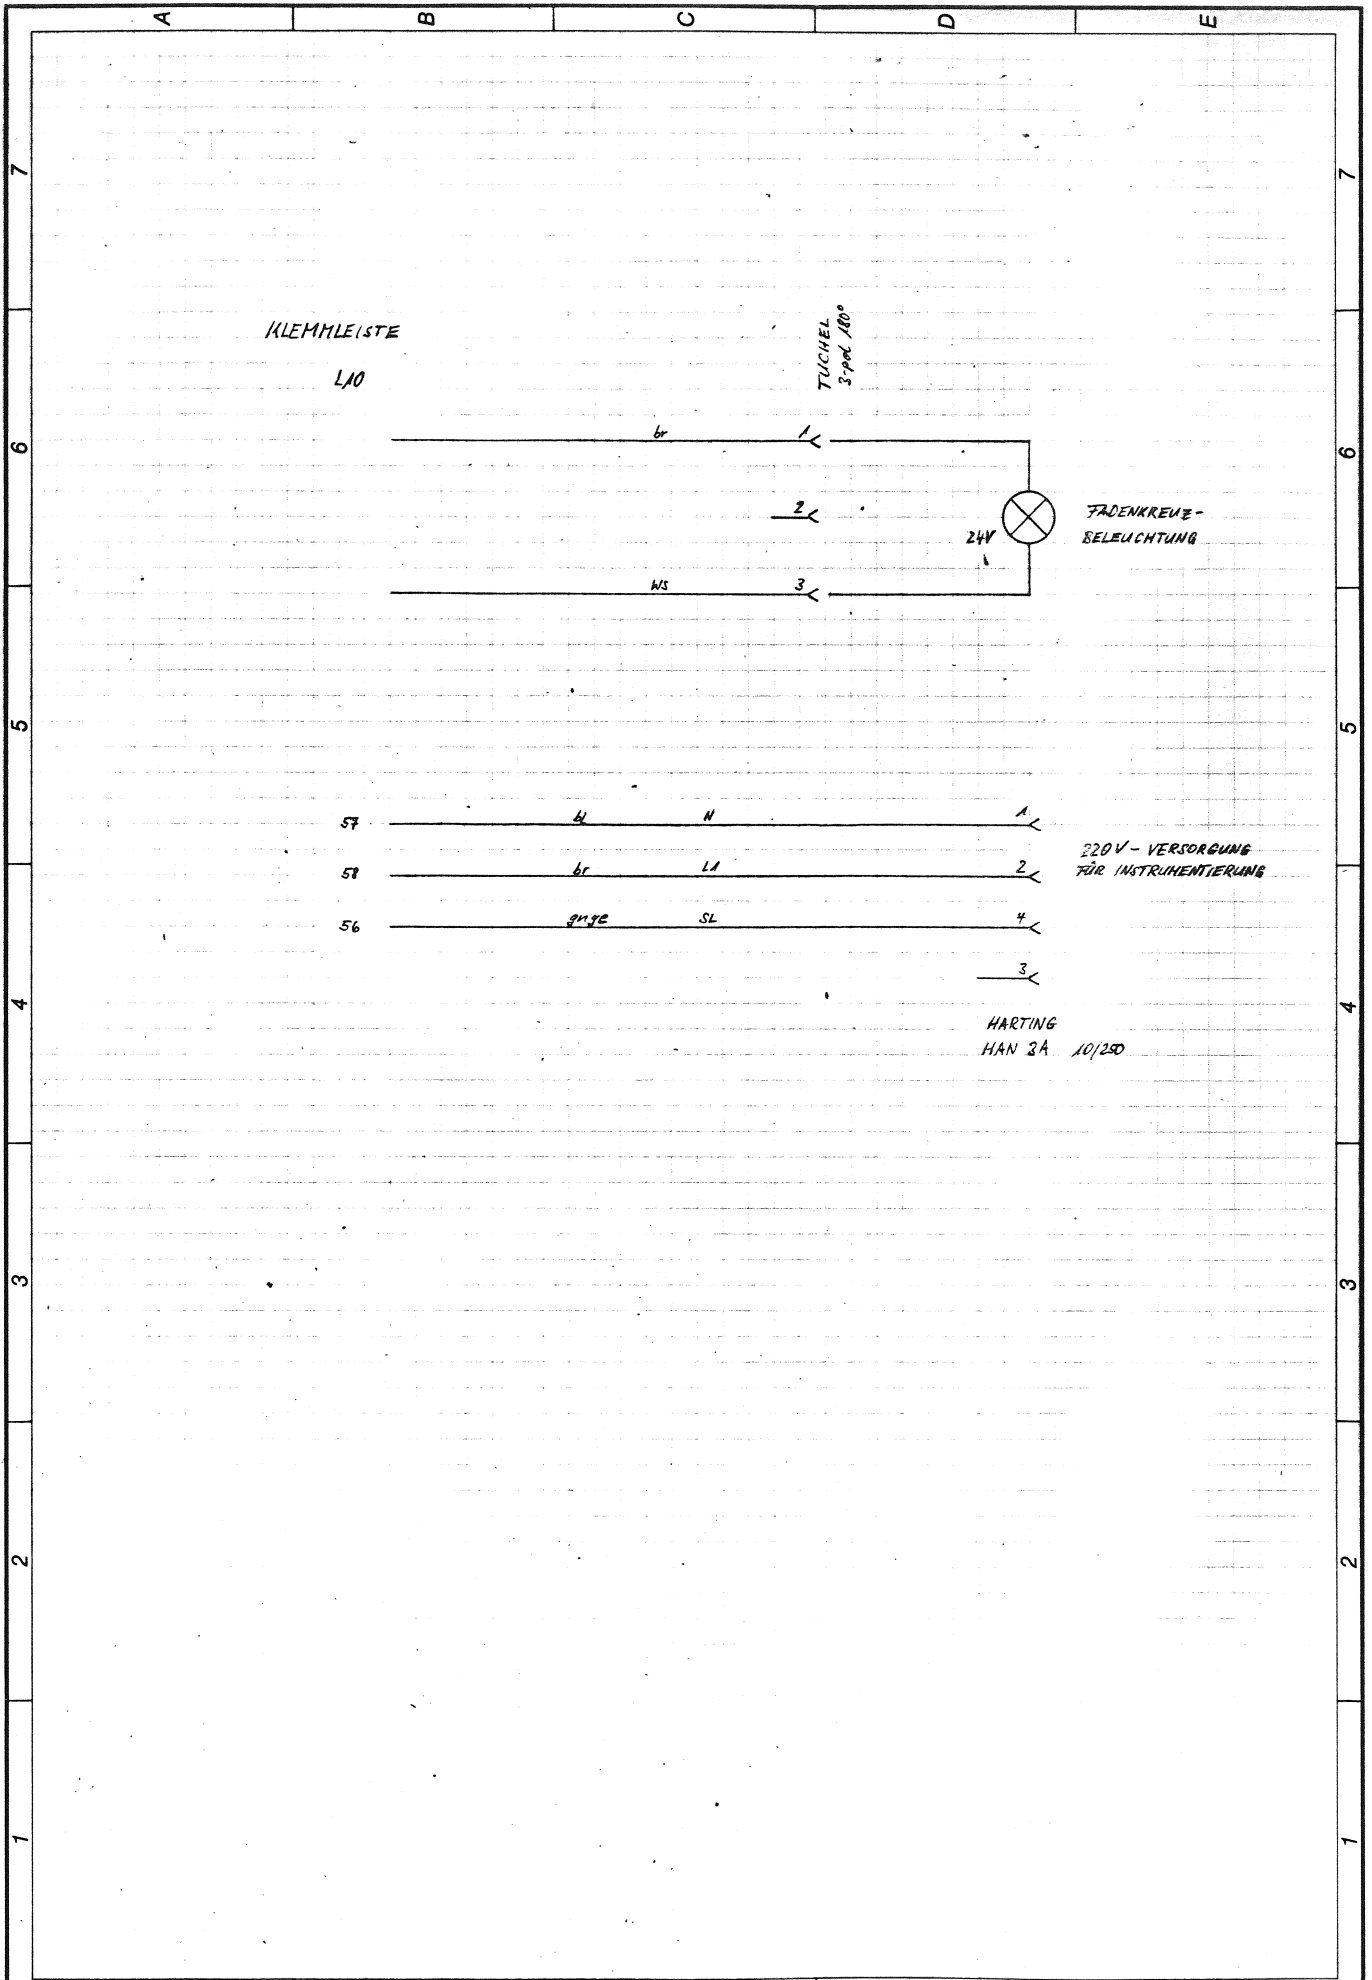 A B C D E
7 7
KLEMMLEISTE
L10
TUCHEL
3-pol 180°
6 6
br 1
2
24V
FADENKREUZ-
BELEUCHTUNG
ws 3
5 5
57 bl N 1
220V - VERSORGUNG
58 br L1 2
FÜR INSTRUMENTIERUNG
56 gnge SL 4
3
4 4
HARTING
HAN 3A 10/250
3 3
2 2
1 1